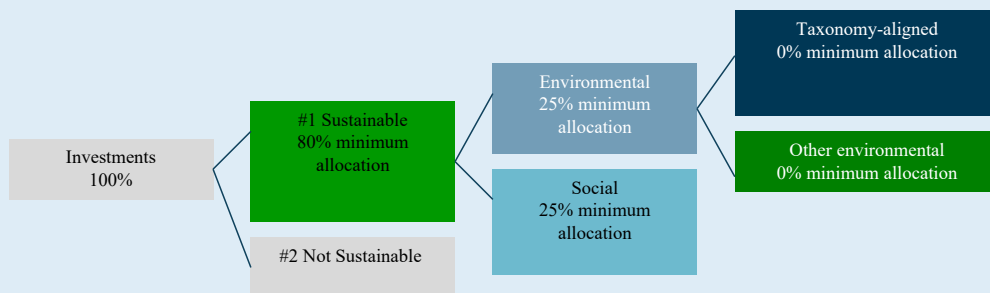 Investments
100%
#1 Sustainable
80% minimum
allocation
#2 Not Sustainable
Environmental
25% minimum
allocation
Social
25% minimum
allocation
Taxonomy-aligned
0% minimum allocation
Other environmental
0% minimum allocation